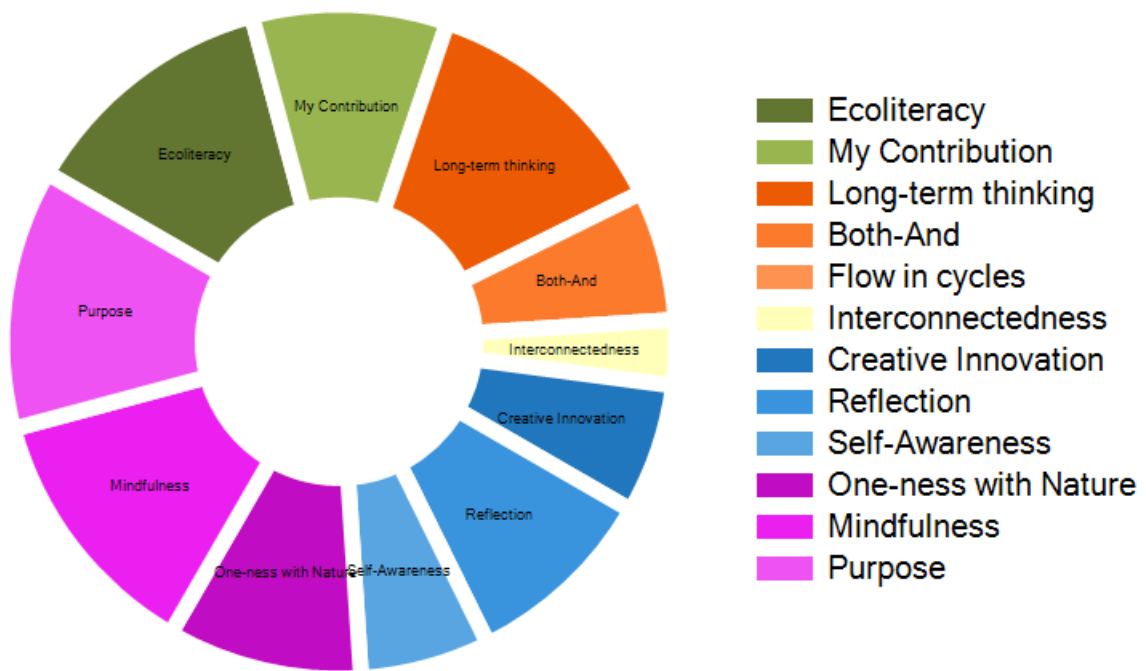 My Contribution
Ecoliteracy
Long-term thinking
Both-And
Purpose
Interconnectedness
Creative Innovation
Mindfulness
Reflection
One-ness with Nature
Self-Awareness
Ecoliteracy
My Contribution
Long-term thinking
Both-And
Flow in cycles
Interconnectedness
Creative Innovation
Reflection
Self-Awareness
One-ness with Nature
Mindfulness
Purpose